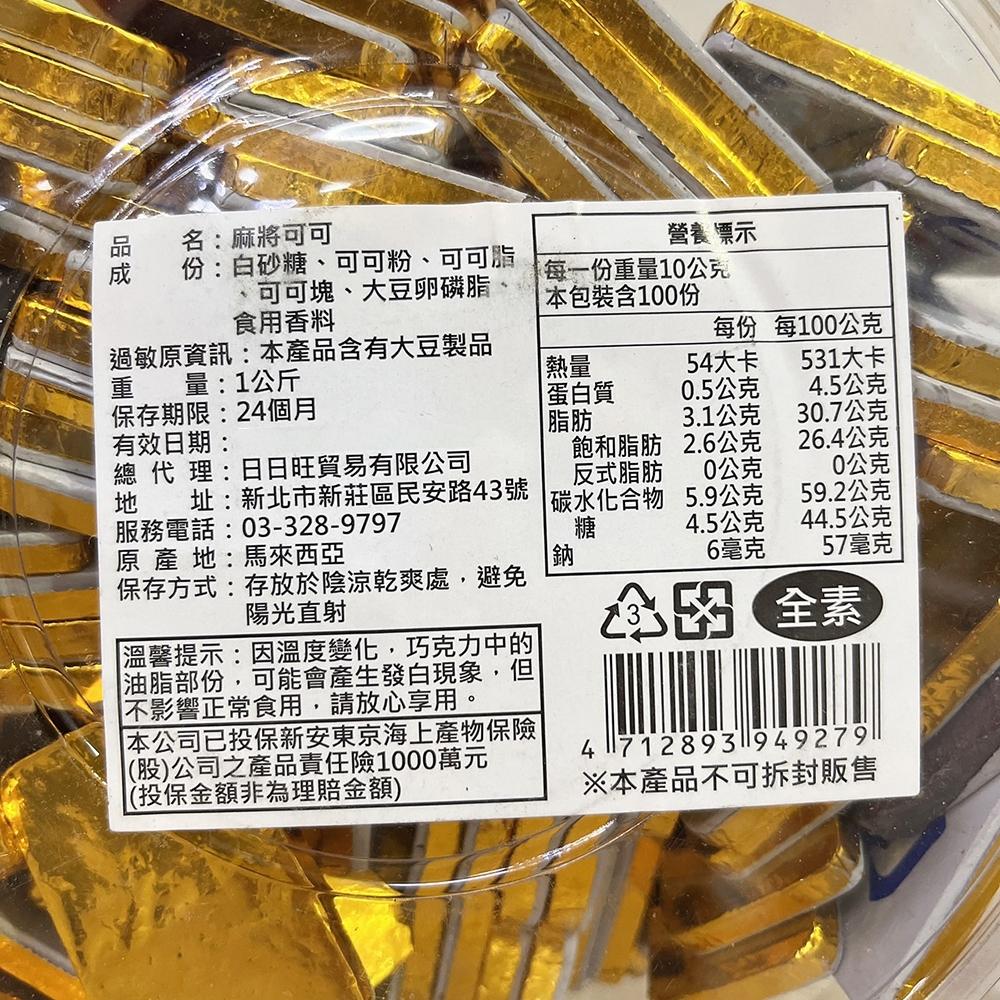 品　　名：麻將可可
成　　份：白砂糖、可可粉、可可脂
、可可塊、大豆卵磷脂、
食用香料
過敏原資訊：本產品含有大豆製品
重　　量：1公斤
保存期限：24個月
有效日期：
總 代 理：日日旺貿易有限公司
地　　址：新北市新莊區民安路43號
服務電話：03-328-9797
原 產 地：馬來西亞
保存方式：存放於陰涼乾爽處，避免
陽光直射
溫馨提示：因溫度變化，巧克力中的
油脂部份，可能會產生發白現象，但
不影響正常食用，請放心享用。
本公司已投保新安東京海上產物保險
(股)公司之產品責任險1000萬元
(投保金額非為理賠金額)
營養標示
每一份重量10公克
本包裝含100份
每份 每100公克
熱量 54大卡 531大卡
蛋白質 0.5公克 4.5公克
脂肪 3.1公克 30.7公克
飽和脂肪 2.6公克 26.4公克
反式脂肪 0公克 0公克
碳水化合物 5.9公克 59.2公克
糖 4.5公克 44.5公克
鈉 6毫克 57毫克
3 全素
4 712893 949279
※本產品不可拆封販售